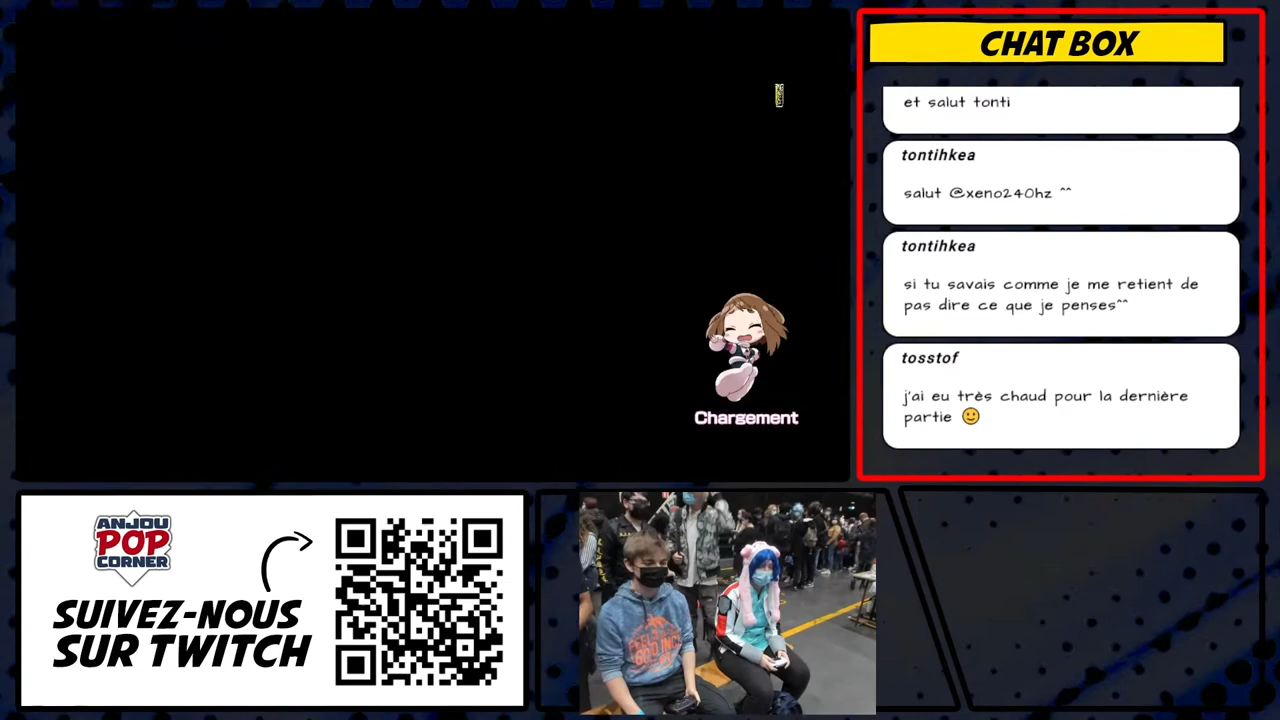 CHAT BOX
et salut tonti
tontihkea
salut @xeno240hz ^^
tontihkea
si tu savais comme je me retient de
pas dire ce que je penses^^
tosstof
j'ai eu très chaud pour la dernière
partie 🙂
Chargement
ANJOU
POP
CORNER
SUIVEZ-NOUS
SUR TWITCH